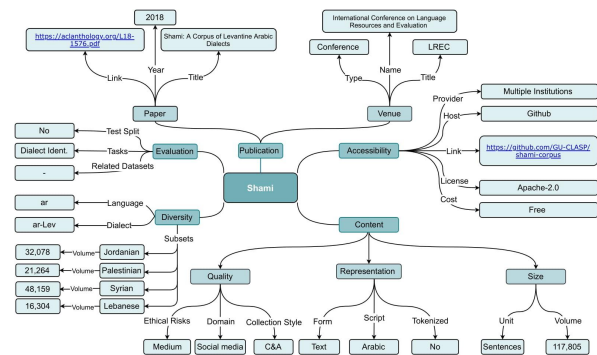 2018
International Conference on Language
Resources and Evaluation
https://aclanthology.org/L18-
1576.pdf
Shami: A Corpus of Levantine Arabic
Dialects
Conference
LREC
Link
Year
Title
Type
Name
Title
Paper
Venue
Provider
Multiple Institutions
Host
Github
No
Test Split
Dialect Ident.
Tasks
Evaluation
Publication
Accessibility
Link
https://github.com/GU-CLASP/
shami-corpus
-
Related Datasets
Shami
License
Apache-2.0
Cost
Free
ar
Language
Diversity
ar-Lev
Dialect
Content
Subsets
32,078
Volume
Jordanian
21,264
Volume
Palestinian
48,159
Volume
Syrian
16,304
Volume
Lebanese
Quality
Representation
Size
Ethical Risks
Domain
Collection Style
Form
Script
Tokenized
Unit
Volume
Medium
Social media
C&A
Text
Arabic
No
Sentences
117,805